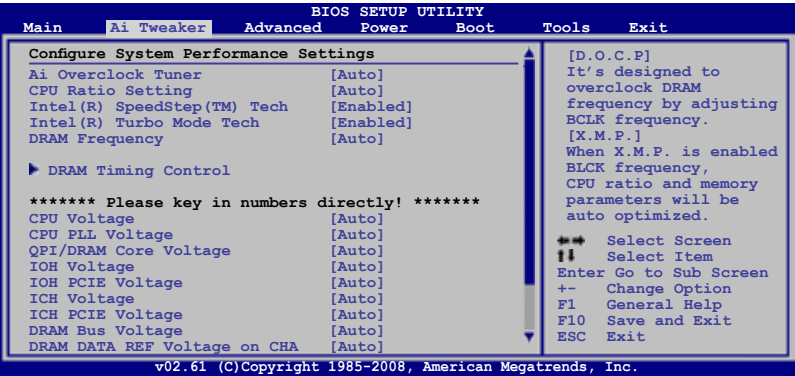 BIOS SETUP UTILITY
Main Ai Tweaker Advanced Power Boot Tools Exit
Configure System Performance Settings
Ai Overclock Tuner [Auto]
CPU Ratio Setting [Auto]
Intel(R) SpeedStep(TM) Tech [Enabled]
Intel(R) Turbo Mode Tech [Enabled]
DRAM Frequency [Auto]
DRAM Timing Control
******* Please key in numbers directly! *******
CPU Voltage [Auto]
CPU PLL Voltage [Auto]
QPI/DRAM Core Voltage [Auto]
IOH Voltage [Auto]
IOH PCIE Voltage [Auto]
ICH Voltage [Auto]
ICH PCIE Voltage [Auto]
DRAM Bus Voltage [Auto]
DRAM DATA REF Voltage on CHA [Auto]
[D.O.C.P]
It's designed to
overclock DRAM
frequency by adjusting
BCLK frequency.
[X.M.P.]
When X.M.P. is enabled
BLCK frequency,
CPU ratio and memory
parameters will be
auto optimized.
Select Screen
Select Item
Enter Go to Sub Screen
+- Change Option
F1 General Help
F10 Save and Exit
ESC Exit
v02.61 (C)Copyright 1985-2008, American Megatrends, Inc.